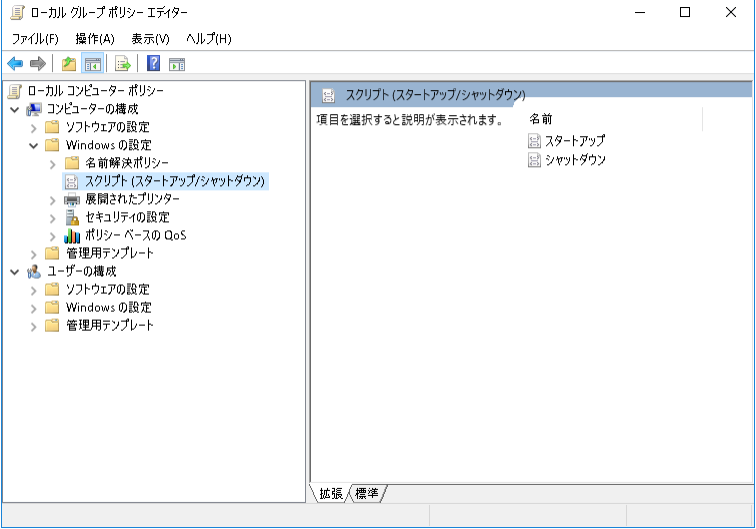 ローカル グループ ポリシー エディター
ファイル(F) 操作(A) 表示(V) ヘルプ(H)
ローカル コンピューター ポリシー
コンピューターの構成
ソフトウェアの設定
Windows の設定
名前解決ポリシー
スクリプト (スタートアップ/シャットダウン)
展開されたプリンター
セキュリティの設定
ポリシー ベースの QoS
管理用テンプレート
ユーザーの構成
ソフトウェアの設定
Windows の設定
管理用テンプレート
スクリプト (スタートアップ/シャットダウン)
項目を選択すると説明が表示されます。
名前
スタートアップ
シャットダウン
拡張 標準